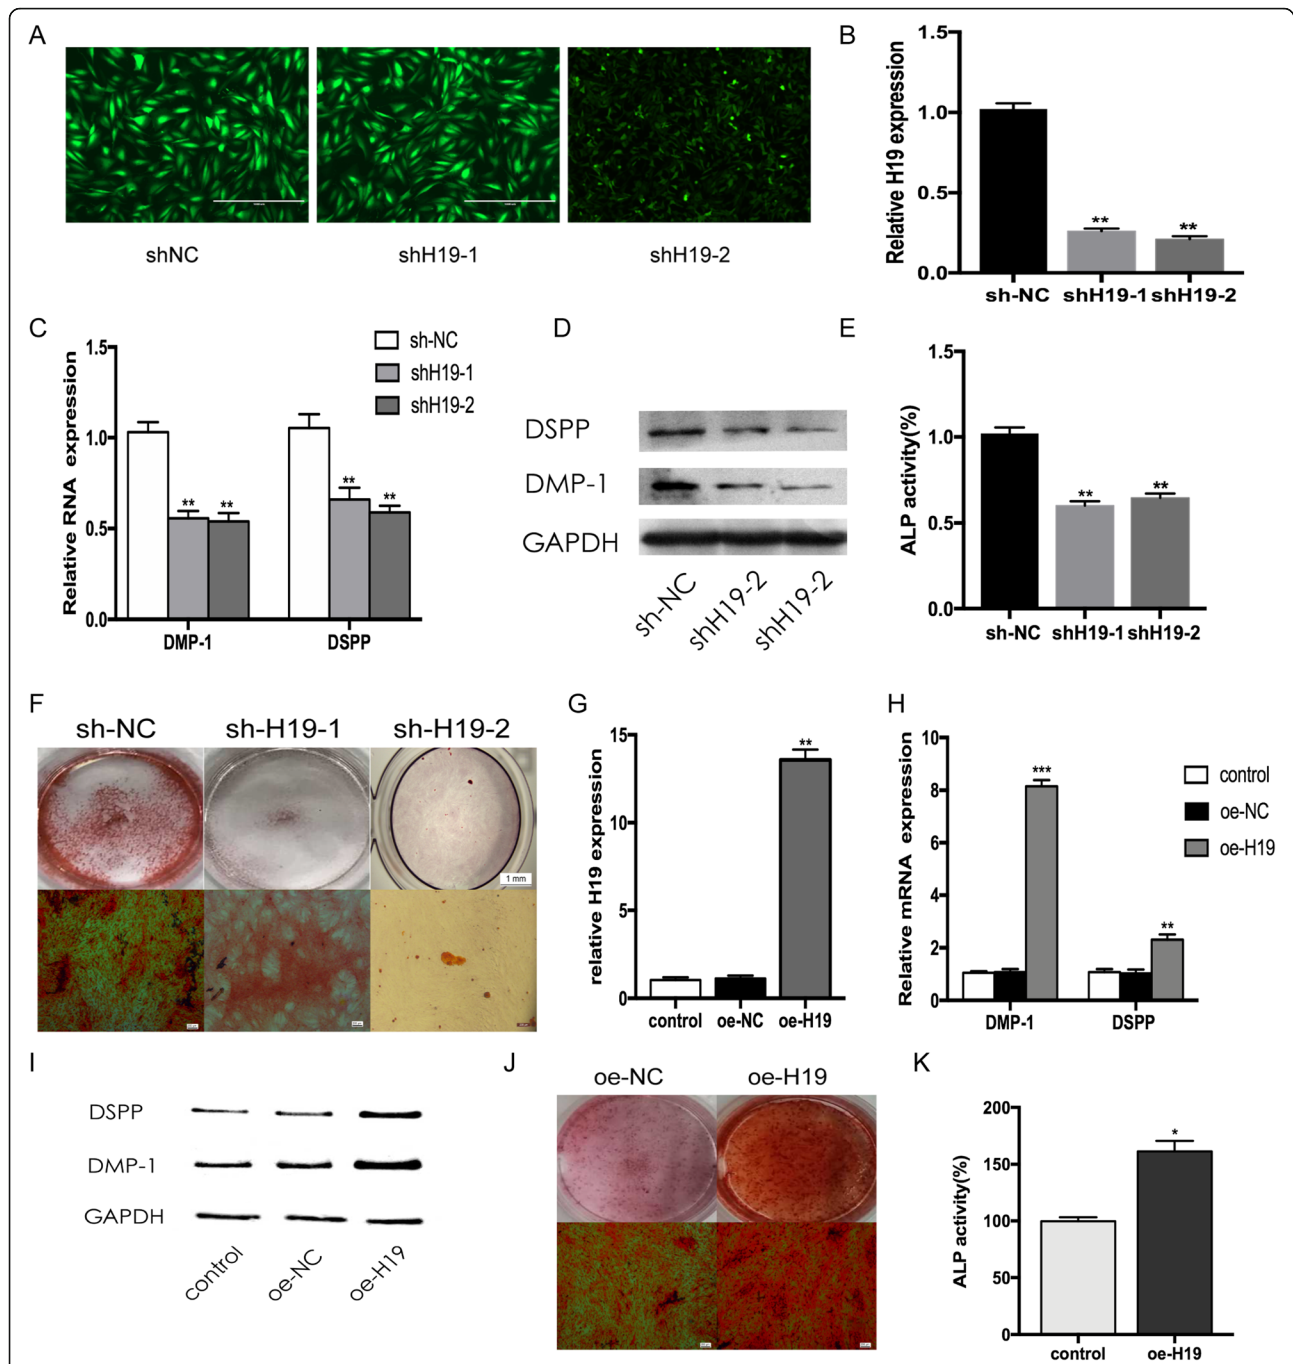 A
shNC
shH19-1
shH19-2
B
Relative H19 expression
1.5
1.0
0.5
0.0
**
**
sh-NC shH19-1 shH19-2
C
Relative RNA expression
1.5
1.0
0.5
0.0
** **
** **
DMP-1 DSPP
sh-NC
shH19-1
shH19-2
D
DSPP
DMP-1
GAPDH
sh-NC
shH19-2
shH19-2
E
ALP activity(%)
1.5
1.0
0.5
0.0
**
**
sh-NC shH19-1 shH19-2
F
sh-NC sh-H19-1 sh-H19-2
1 mm
G
relative H19 expression
15
10
5
0
**
control oe-NC oe-H19
H
Relative mRNA expression
10
8
6
4
2
0
***
**
DMP-1 DSPP
control
oe-NC
oe-H19
I
DSPP
DMP-1
GAPDH
control
oe-NC
oe-H19
J
oe-NC oe-H19
K
ALP activity(%)
200
150
100
50
0
*
control oe-H19